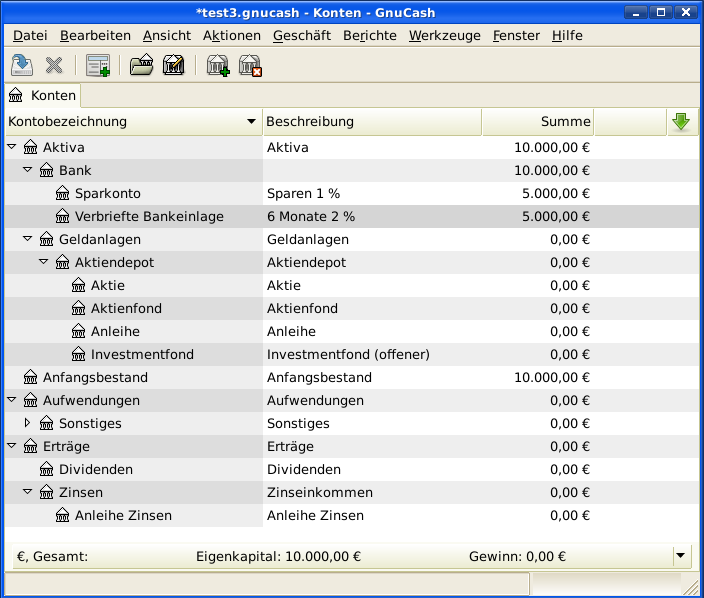 *test3.gnucash - Konten - GnuCash
Datei Bearbeiten Ansicht Aktionen Geschäft Berichte Werkzeuge Fenster Hilfe
Konten
Kontobezeichnung Beschreibung Summe
Aktiva Aktiva 10.000,00 €
Bank 10.000,00 €
Sparkonto Sparen 1 % 5.000,00 €
Verbriefte Bankeinlage 6 Monate 2 % 5.000,00 €
Geldanlagen Geldanlagen 0,00 €
Aktiendepot Aktiendepot 0,00 €
Aktie Aktie 0,00 €
Aktienfond Aktienfond 0,00 €
Anleihe Anleihe 0,00 €
Investmentfond Investmentfond (offener) 0,00 €
Anfangsbestand Anfangsbestand 10.000,00 €
Aufwendungen Aufwendungen 0,00 €
Sonstiges Sonstiges 0,00 €
Erträge Erträge 0,00 €
Dividenden Dividenden 0,00 €
Zinsen Zinseinkommen 0,00 €
Anleihe Zinsen Anleihe Zinsen 0,00 €
€, Gesamt: Eigenkapital: 10.000,00 € Gewinn: 0,00 €